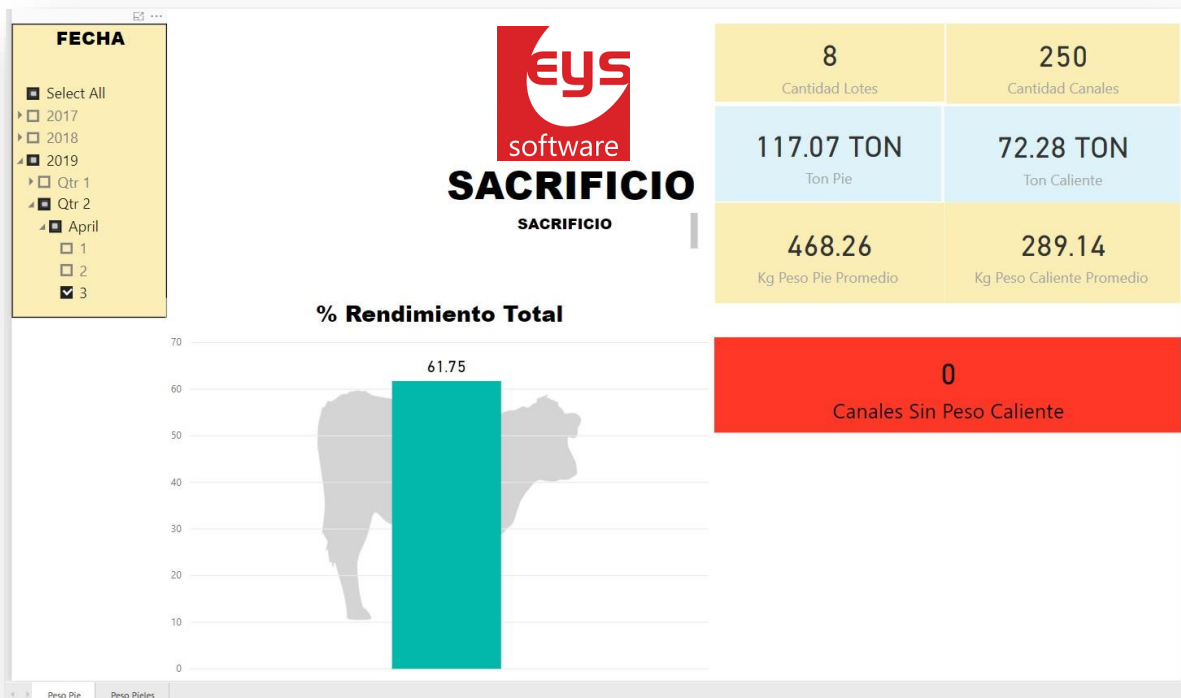 FECHA
Select All
2017
2018
2019
Qtr 1
Qtr 2
April
1
2
3
eys
software
SACRIFICIO
SACRIFICIO
8
Cantidad Lotes
250
Cantidad Canales
117.07 TON
Ton Pie
72.28 TON
Ton Caliente
468.26
Kg Peso Pie Promedio
289.14
Kg Peso Caliente Promedio
% Rendimiento Total
70
60
50
40
30
20
10
0
61.75
0
Canales Sin Peso Caliente
Peso Pie
Peso Pieles